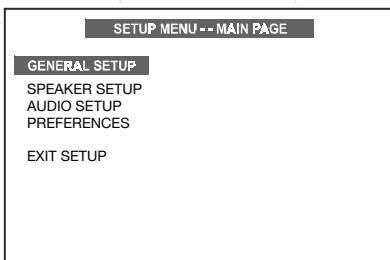 SETUP MENU - - MAIN PAGE
GENERAL SETUP
SPEAKER SETUP
AUDIO SETUP
PREFERENCES
EXIT SETUP